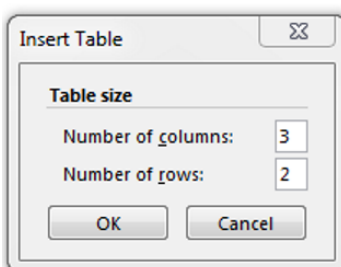 Insert Table
Table size
Number of columns: 3
Number of rows: 2
OK Cancel